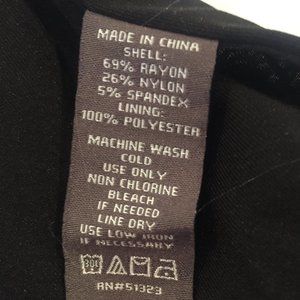 MADE IN CHINA
SHELL:
69% RAYON
26% NYLON
5% SPANDEX
LINING:
100% POLYESTER
MACHINE WASH
COLD
USE ONLY
NON CHLORINE
BLEACH
IF NEEDED
LINE DRY
USE LOW IRON
IF NECESSARY
RN#51323